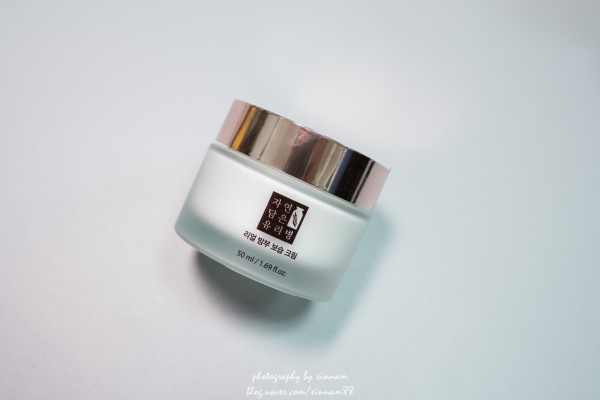 자연
담은
유리병
리얼 밤부 보습 크림
50 ml / 1.69 fl.oz.
photography by sinnam
blog.naver.com/sinnam88